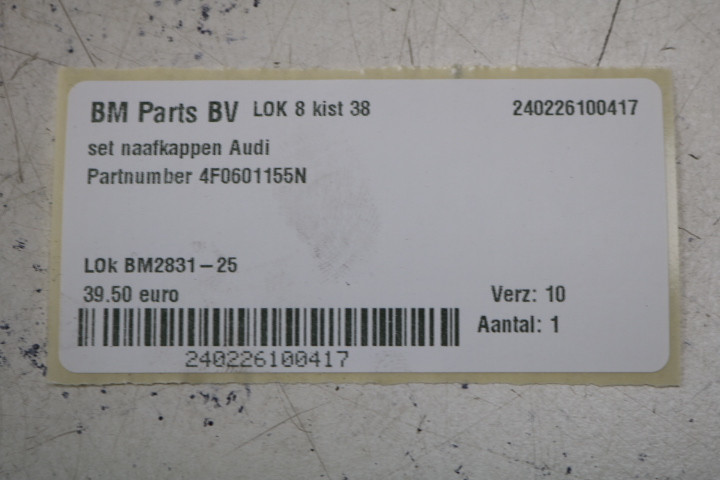 BM Parts BV LOK 8 kist 38 240226100417
set naafkappen Audi
Partnumber 4F0601155N
LOk BM2831-25
39.50 euro Verz: 10
Aantal: 1
240226100417